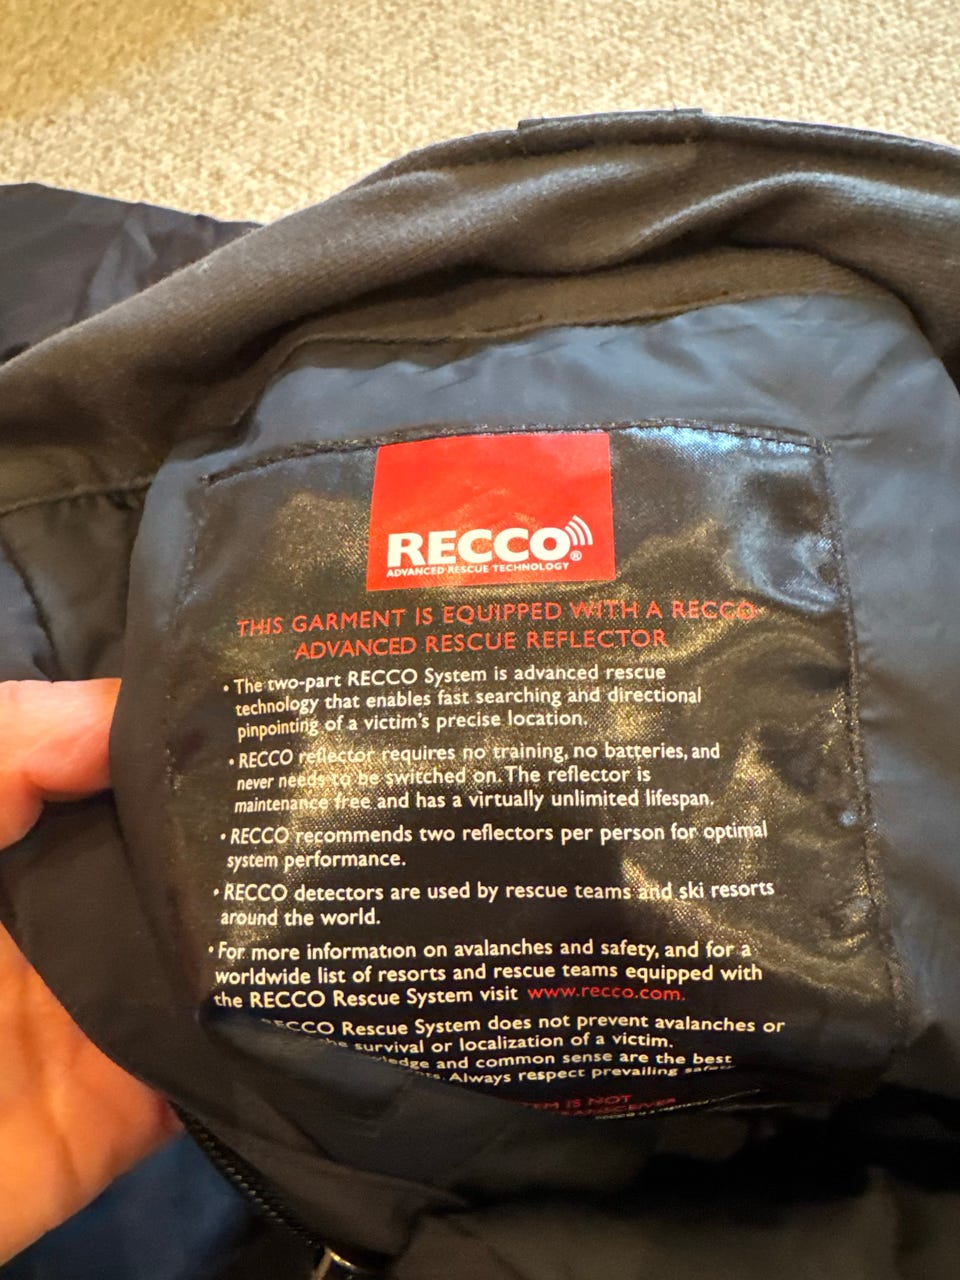 RECCO®
ADVANCED RESCUE TECHNOLOGY
THIS GARMENT IS EQUIPPED WITH A RECCO
ADVANCED RESCUE REFLECTOR
• The two-part RECCO System is advanced rescue
technology that enables fast searching and directional
pinpointing of a victim's precise location.
• RECCO reflector requires no training, no batteries, and
never needs to be switched on. The reflector is
maintenance free and has a virtually unlimited lifespan.
• RECCO recommends two reflectors per person for optimal
system performance.
• RECCO detectors are used by rescue teams and ski resorts
around the world.
• For more information on avalanches and safety, and for a
worldwide list of resorts and rescue teams equipped with
the RECCO Rescue System visit www.recco.com.
RECCO Rescue System does not prevent avalanches or
the survival or localization of a victim.
and common sense are the best
Always respect prevailing
IS NOT